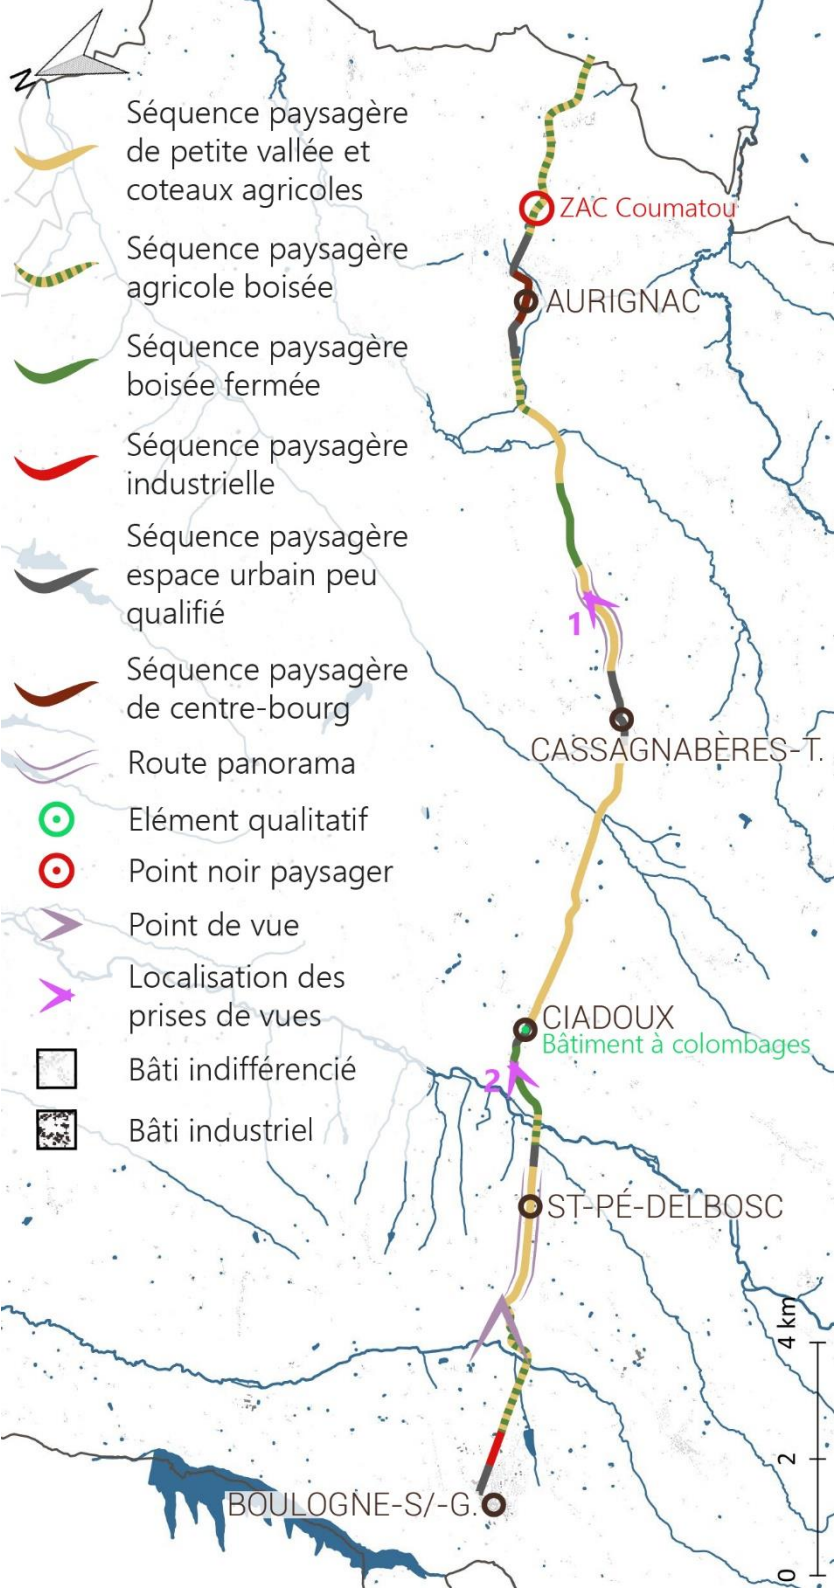 N
Séquence paysagère
de petite vallée et
coteaux agricoles
Séquence paysagère
agricole boisée
Séquence paysagère
boisée fermée
Séquence paysagère
industrielle
Séquence paysagère
espace urbain peu
qualifié
Séquence paysagère
de centre-bourg
Route panorama
Elément qualitatif
Point noir paysager
Point de vue
Localisation des
prises de vues
Bâti indifférencié
Bâti industriel
ZAC Coumatou
AURIGNAC
1
CASSAGNABÈRES-T.
CIADOUX
Bâtiment à colombages
2
ST-PÉ-DELBOSC
BOULOGNE-S/-G.
4 km
2
0